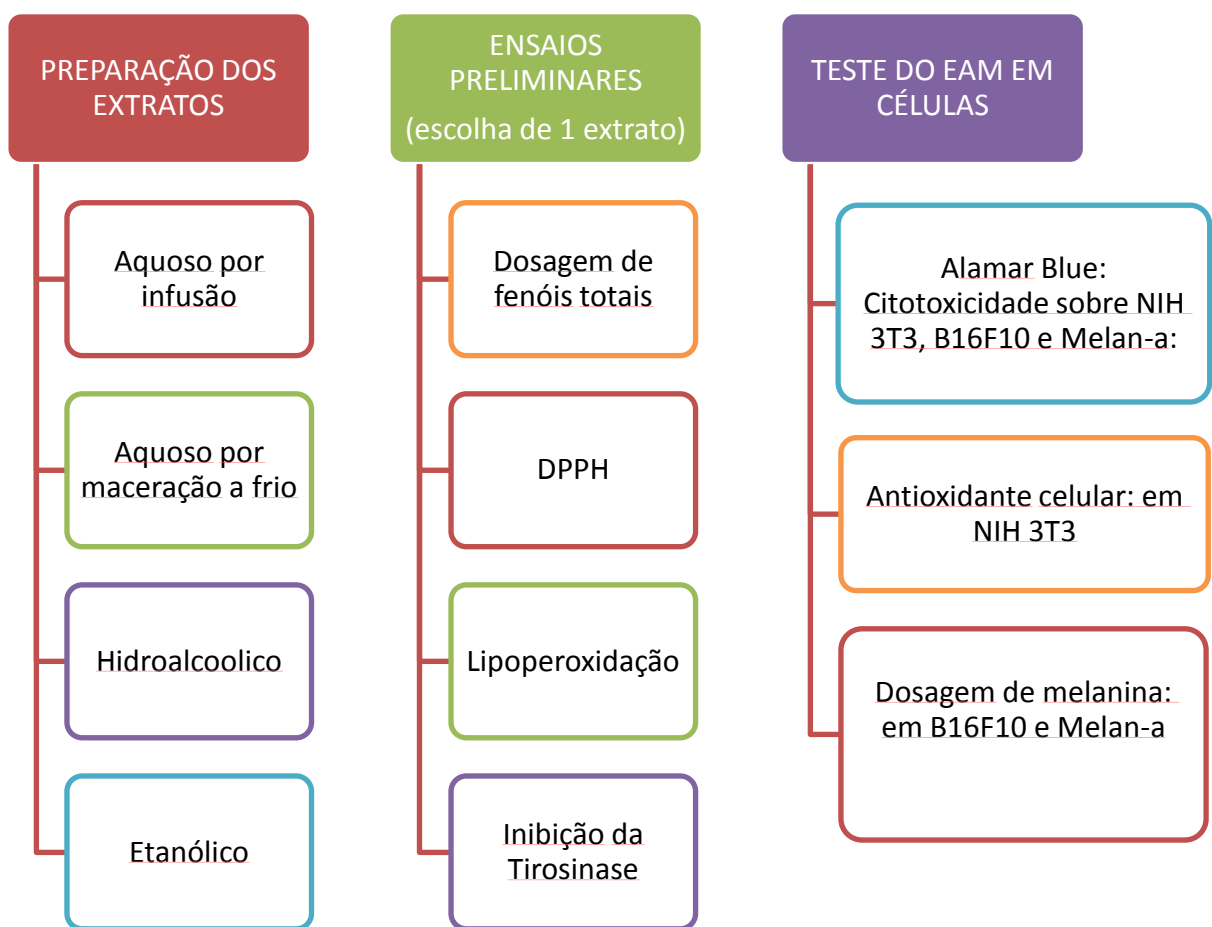 PREPARAÇÃO DOS
EXTRATOS
Aquoso por
infusão
Aquoso por
maceração a frio
Hidroalcoolico
Etanólico
ENSAIOS
PRELIMINARES
(escolha de 1 extrato)
Dosagem de
fenóis totais
DPPH
Lipoperoxidação
Inibição da
Tirosinase
TESTE DO EAM EM
CÉLULAS
Alamar Blue:
Citotoxicidade sobre NIH
3T3, B16F10 e Melan-a:
Antioxidante celular: em
NIH 3T3
Dosagem de melanina:
em B16F10 e Melan-a